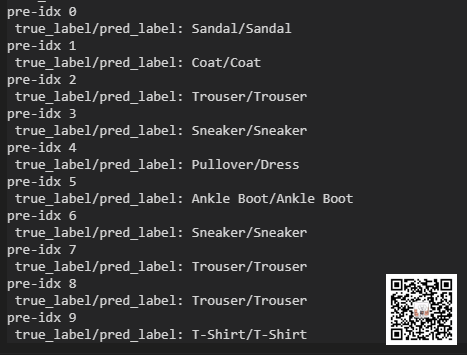 pre-idx 0
true_label/pred_label: Sandal/Sandal
pre-idx 1
true_label/pred_label: Coat/Coat
pre-idx 2
true_label/pred_label: Trouser/Trouser
pre-idx 3
true_label/pred_label: Sneaker/Sneaker
pre-idx 4
true_label/pred_label: Pullover/Dress
pre-idx 5
true_label/pred_label: Ankle Boot/Ankle Boot
pre-idx 6
true_label/pred_label: Sneaker/Sneaker
pre-idx 7
true_label/pred_label: Trouser/Trouser
pre-idx 8
true_label/pred_label: Trouser/Trouser
pre-idx 9
true_label/pred_label: T-Shirt/T-Shirt